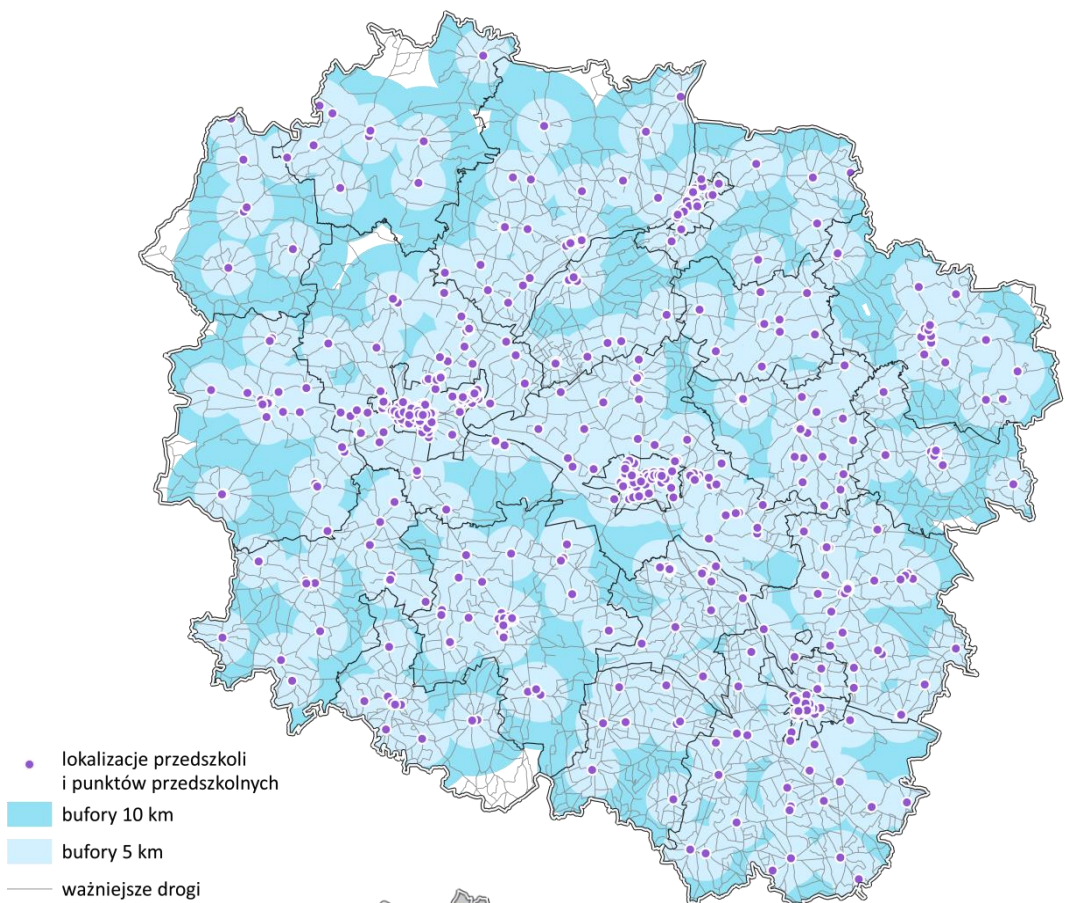 lokalizacje przedszkoli
i punktów przedszkolnych
bufory 10 km
bufory 5 km
ważniejsze drogi